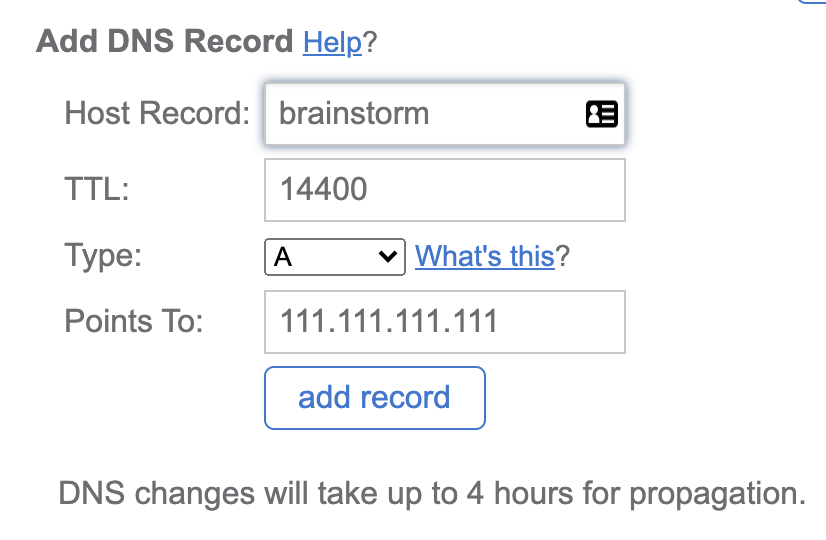 Add DNS Record Help?
Host Record: brainstorm
TTL: 14400
Type: A What's this?
Points To: 111.111.111.111
add record
DNS changes will take up to 4 hours for propagation.